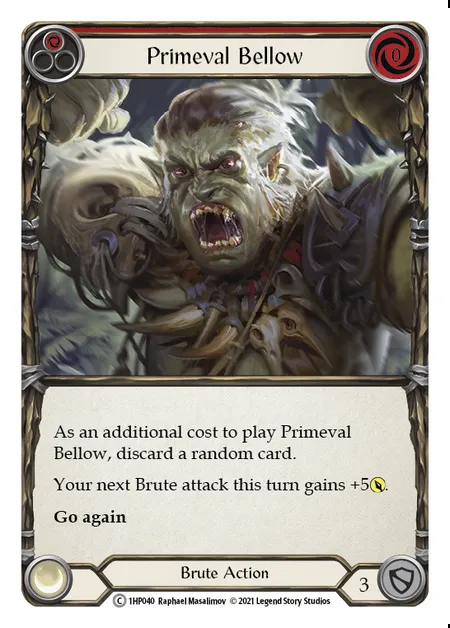 Primeval Bellow
0
As an additional cost to play Primeval
Bellow, discard a random card.
Your next Brute attack this turn gains +5.
Go again
Brute Action
3
C 1HP040 Raphael Masalimov © 2021 Legend Story Studios